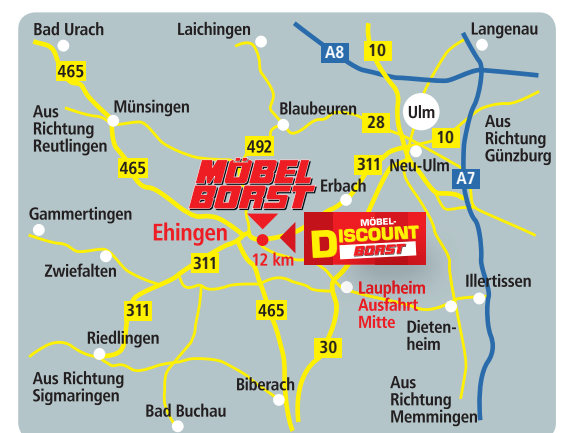 Bad Urach
Laichingen
Langenau
A8
10
465
Münsingen
Blaubeuren
Ulm
Aus
Richtung
Reutlingen
28
10
Aus
Richtung
Günzburg
492
311
Neu-Ulm
465
A7
MÖBEL
BORST
Erbach
Gammertingen
Ehingen
MÖBEL-
DISCOUNT
BORST
12 km
Zwiefalten
311
Laupheim
Ausfahrt
Mitte
Illertissen
311
465
Dieten-
heim
Riedlingen
30
Aus Richtung
Sigmaringen
Biberach
Aus
Richtung
Memmingen
Bad Buchau